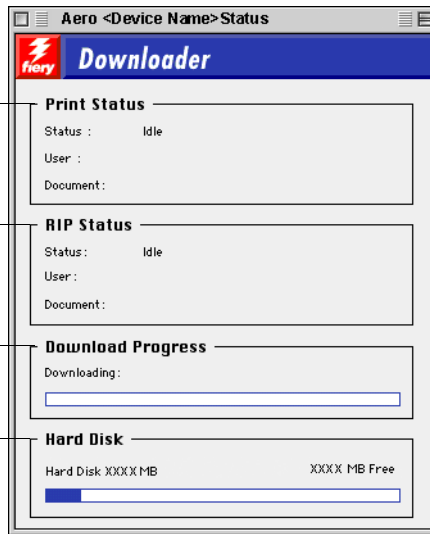 Aero <Device Name>Status
fiery
Downloader
Print Status
Status : Idle
User :
Document:
RIP Status
Status: Idle
User :
Document:
Download Progress
Downloading:
Hard Disk
Hard Disk XXXX MB XXXX MB Free